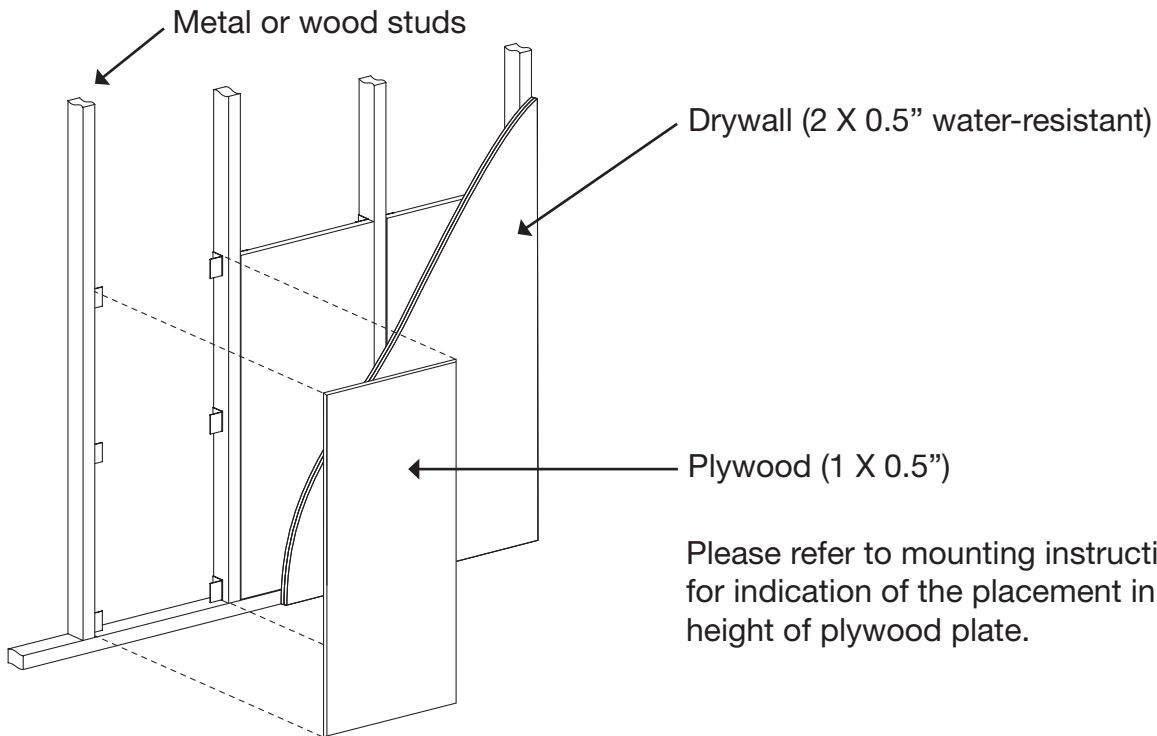 Metal or wood studs
Drywall (2 X 0.5” water-resistant)
Plywood (1 X 0.5”)
Please refer to mounting instructi
for indication of the placement in
height of plywood plate.